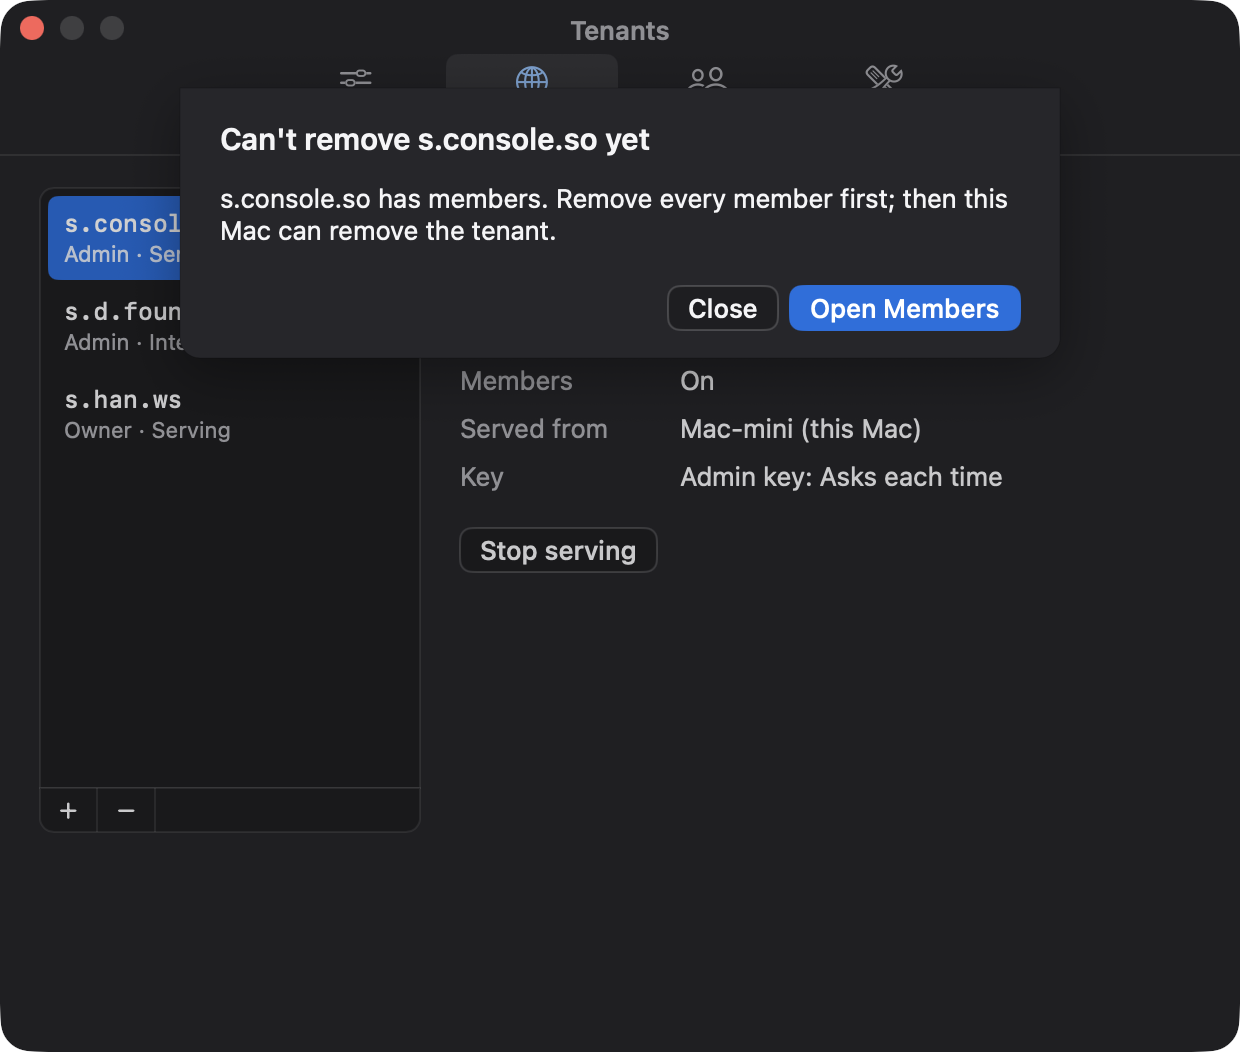 Tenants
Can't remove s.console.so yet
s.console.so has members. Remove every member first; then this
Mac can remove the tenant.
Close
Open Members
s.consol
Admin · Ser
s.d.foun
Admin · Inte
s.han.ws
Owner · Serving
Members On
Served from Mac-mini (this Mac)
Key Admin key: Asks each time
Stop serving
+ −